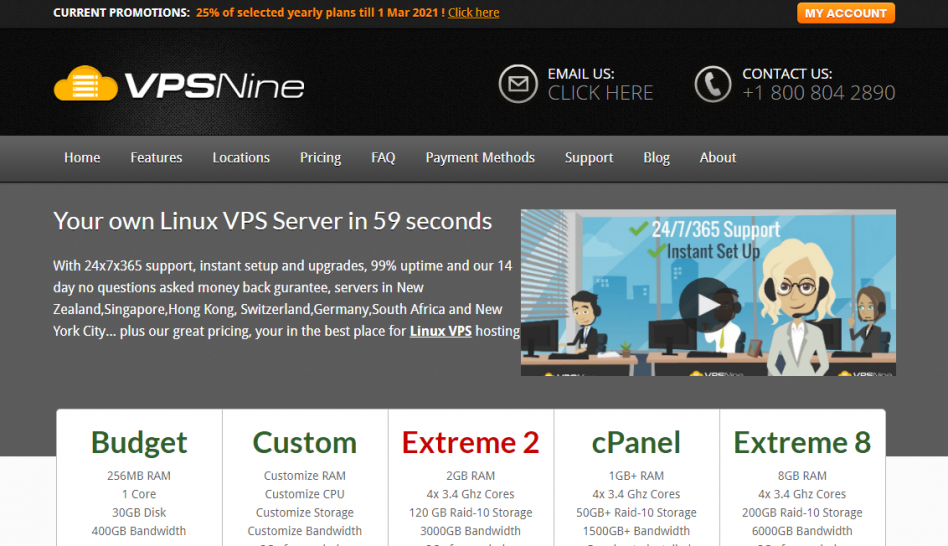 CURRENT PROMOTIONS: 25% of selected yearly plans till 1 Mar 2021 ! Click here
MY ACCOUNT
VPSNine
EMAIL US:
CLICK HERE
CONTACT US:
+1 800 804 2890
Home Features Locations Pricing FAQ Payment Methods Support Blog About
Your own Linux VPS Server in 59 seconds
With 24x7x365 support, instant setup and upgrades, 99% uptime and our 14
day no questions asked money back gurantee, servers in New
Zealand,Singapore,Hong Kong, Switzerland,Germany,South Africa and New
York City... plus our great pricing, your in the best place for Linux VPS hosting
24/7/365 Support
Instant Set Up
VPSNine
VPSNine
Budget
256MB RAM
1 Core
30GB Disk
400GB Bandwidth
Custom
Customize RAM
Customize CPU
Customize Storage
Customize Bandwidth
Extreme 2
2GB RAM
4x 3.4 Ghz Cores
120 GB Raid-10 Storage
3000GB Bandwidth
cPanel
1GB+ RAM
4x 3.4 Ghz Cores
50GB+ Raid-10 Storage
1500GB+ Bandwidth
Extreme 8
8GB RAM
4x 3.4 Ghz Cores
200GB Raid-10 Storage
6000GB Bandwidth